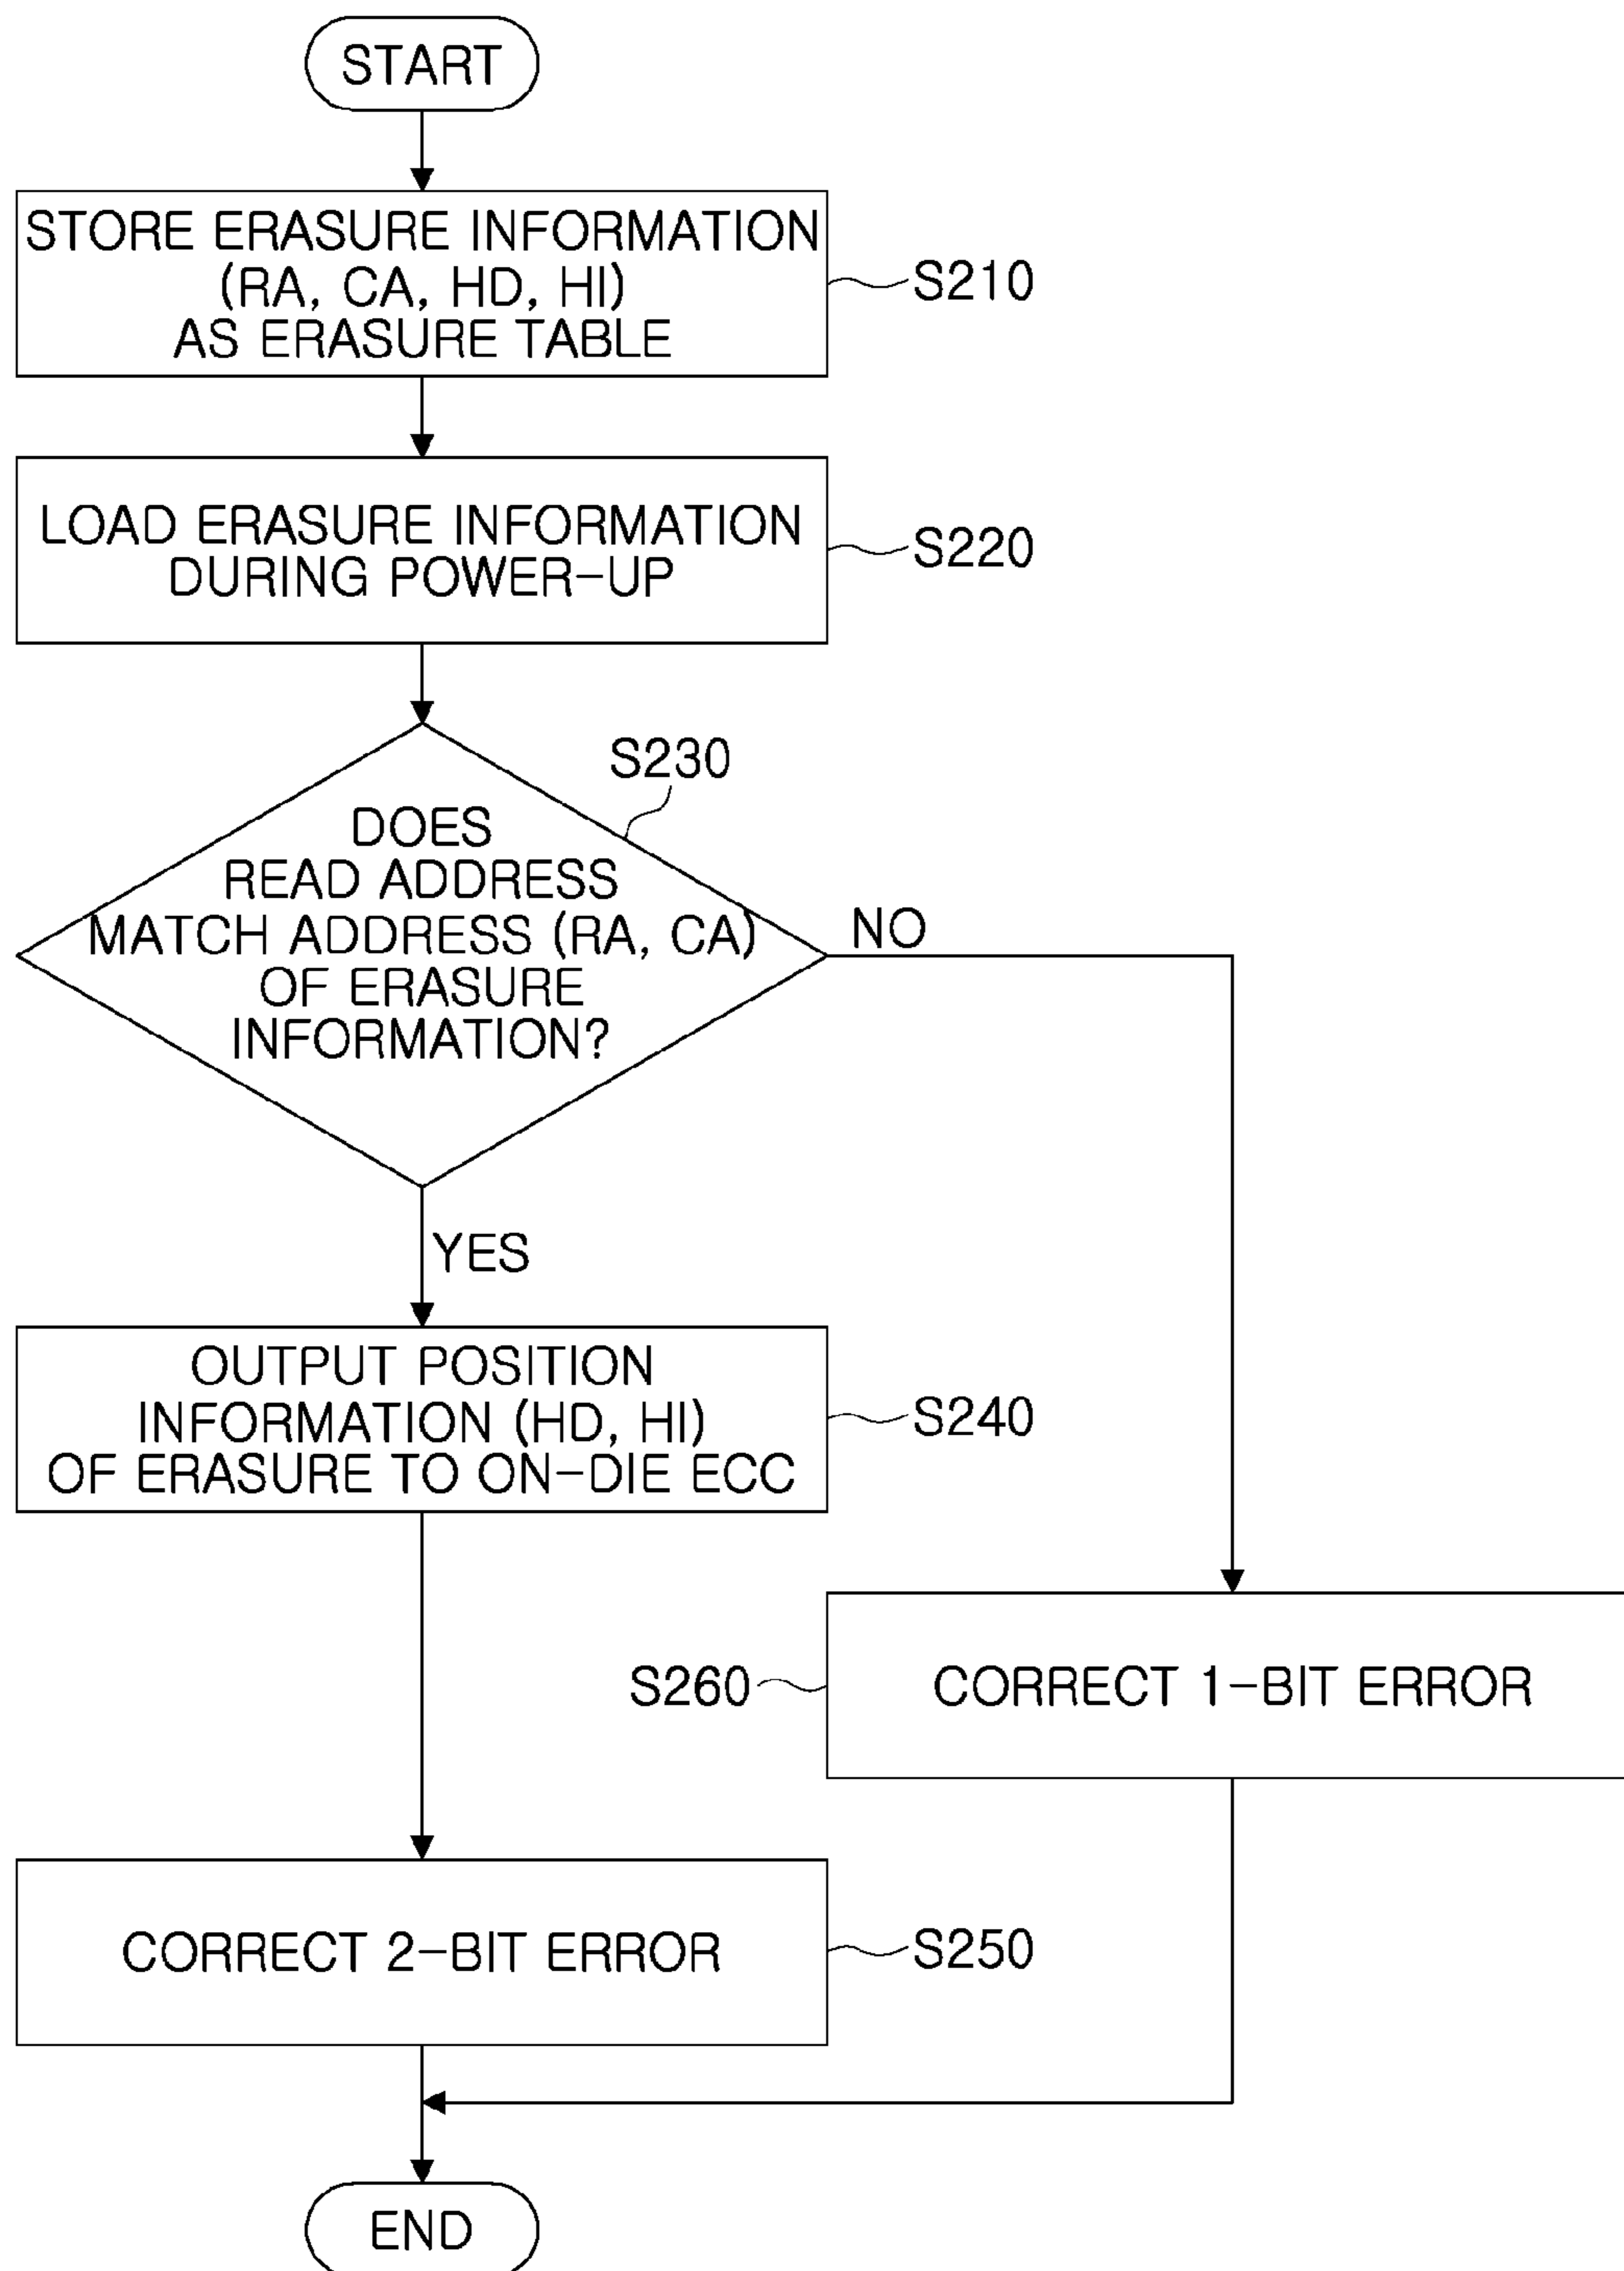 START
STORE ERASURE INFORMATION
(RA, CA, HD, HI)
AS ERASURE TABLE
S210
LOAD ERASURE INFORMATION
DURING POWER-UP
S220
S230
DOES
READ ADDRESS
MATCH ADDRESS (RA, CA)
OF ERASURE
INFORMATION?
NO
YES
OUTPUT POSITION
INFORMATION (HD, HI)
OF ERASURE TO ON-DIE ECC
S240
S260
CORRECT 1-BIT ERROR
CORRECT 2-BIT ERROR
S250
END